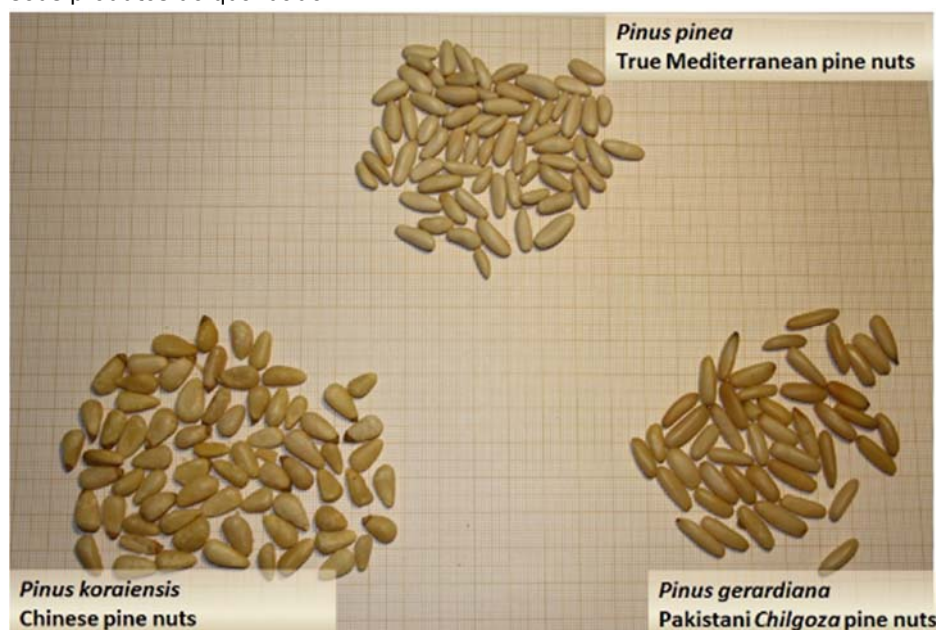 Pinus pinea
True Mediterranean pine nuts
Pinus koraiensis
Chinese pine nuts
Pinus gerardiana
Pakistani Chilgoza pine nuts